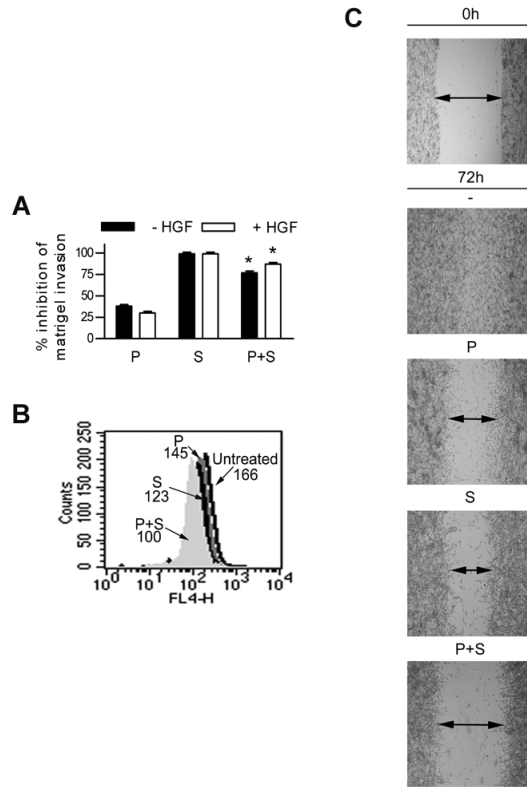 A
- HGF + HGF
% inhibition of
matrigel invasion
100
75
50
25
0
P S P+S
* *
B
Counts
250
200
150
100
50
0
P
145
Untreated
166
S
123
P+S
100
10⁰ 10¹ 10² 10³ 10⁴
FL4-H
C
0h
72h
-
P
S
P+S